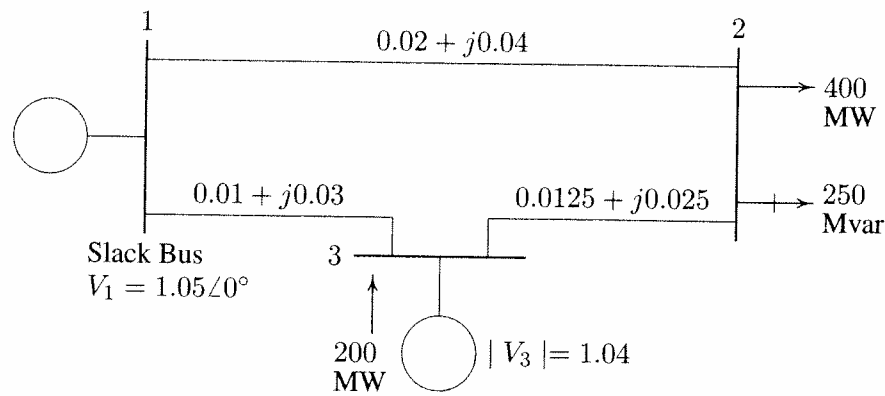 1
2
0.02 + j0.04
400
MW
0.01 + j0.03
0.0125 + j0.025
250
Mvar
Slack Bus
V₁ = 1.05∠0°
3
200
MW
| V₃ |= 1.04